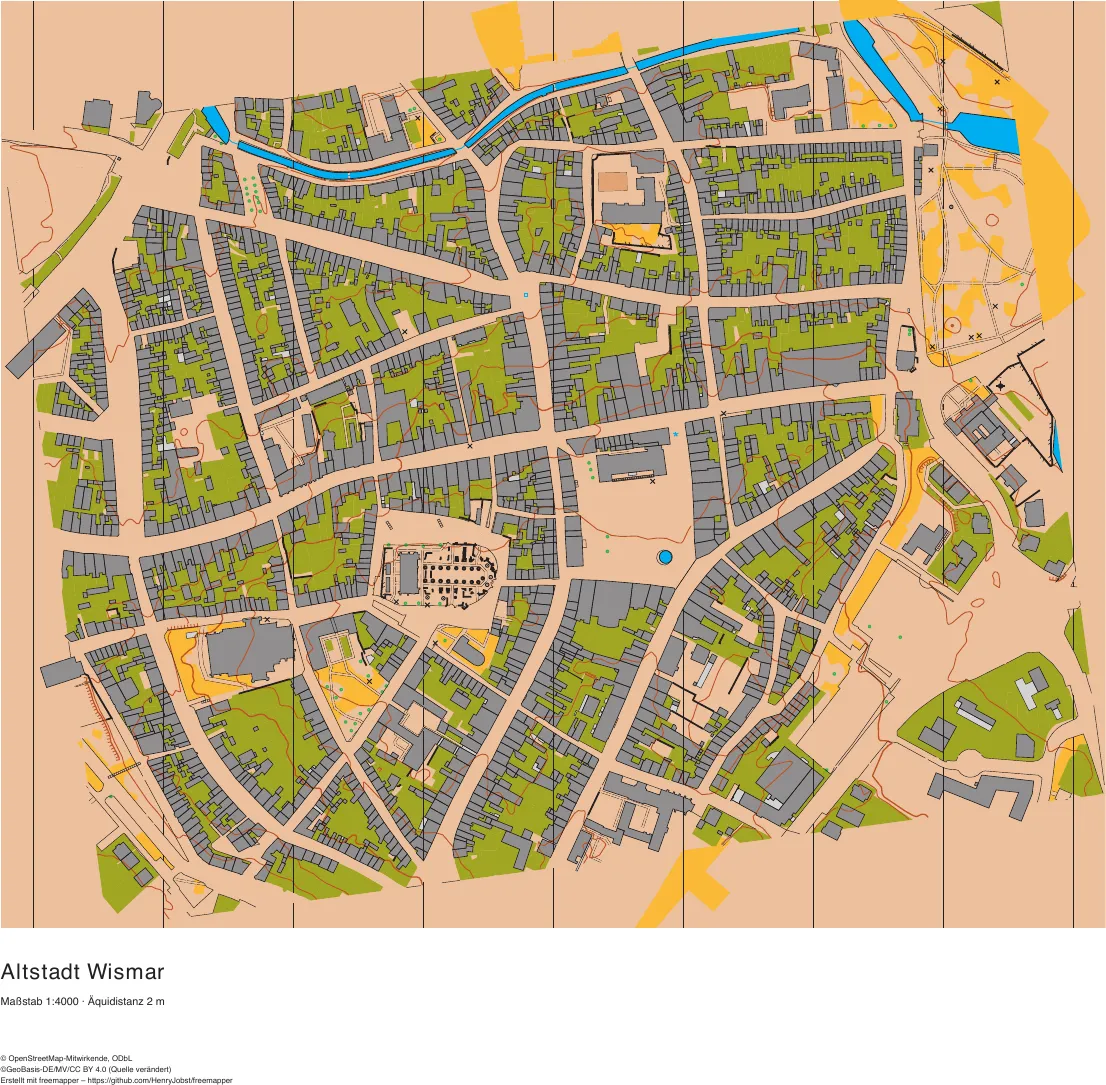 Altstadt Wismar
Maßstab 1:4000 · Äquidistanz 2 m
© OpenStreetMap-Mitwirkende, ODbL
©GeoBasis-DE/MV/CC BY 4.0 (Quelle verändert)
Erstellt mit freemapper – https://github.com/HenryJobst/freemapper